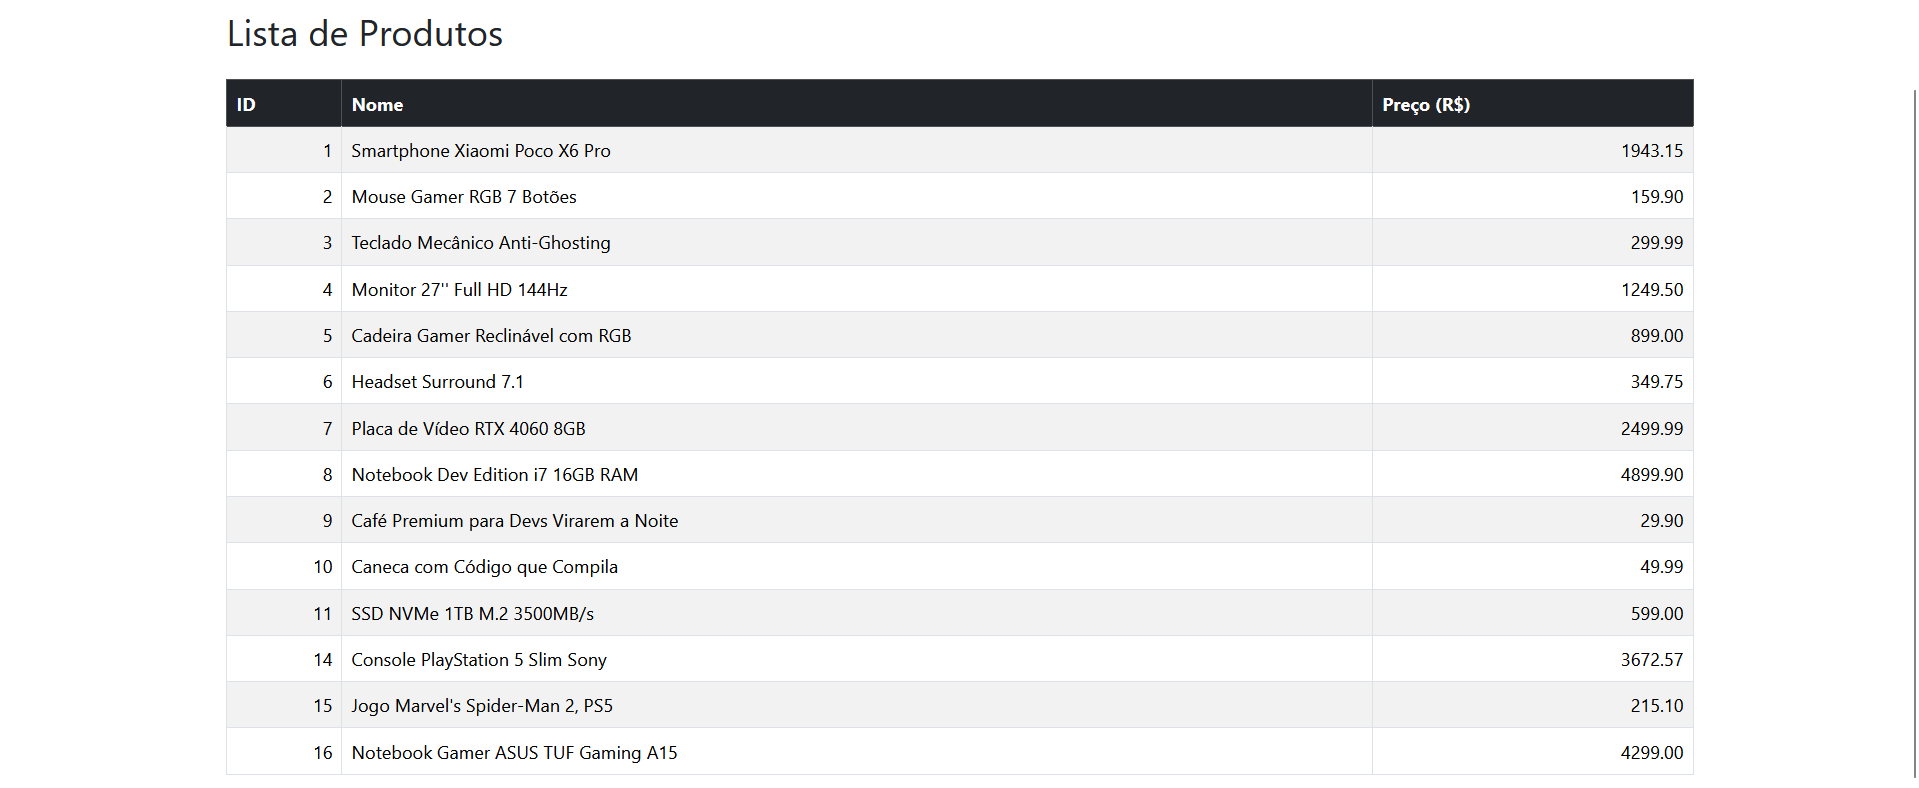 Lista de Produtos
ID Nome Preço (R$)
1 Smartphone Xiaomi Poco X6 Pro 1943.15
2 Mouse Gamer RGB 7 Botões 159.90
3 Teclado Mecânico Anti-Ghosting 299.99
4 Monitor 27'' Full HD 144Hz 1249.50
5 Cadeira Gamer Reclinável com RGB 899.00
6 Headset Surround 7.1 349.75
7 Placa de Vídeo RTX 4060 8GB 2499.99
8 Notebook Dev Edition i7 16GB RAM 4899.90
9 Café Premium para Devs Virarem a Noite 29.90
10 Caneca com Código que Compila 49.99
11 SSD NVMe 1TB M.2 3500MB/s 599.00
14 Console PlayStation 5 Slim Sony 3672.57
15 Jogo Marvel's Spider-Man 2, PS5 215.10
16 Notebook Gamer ASUS TUF Gaming A15 4299.00